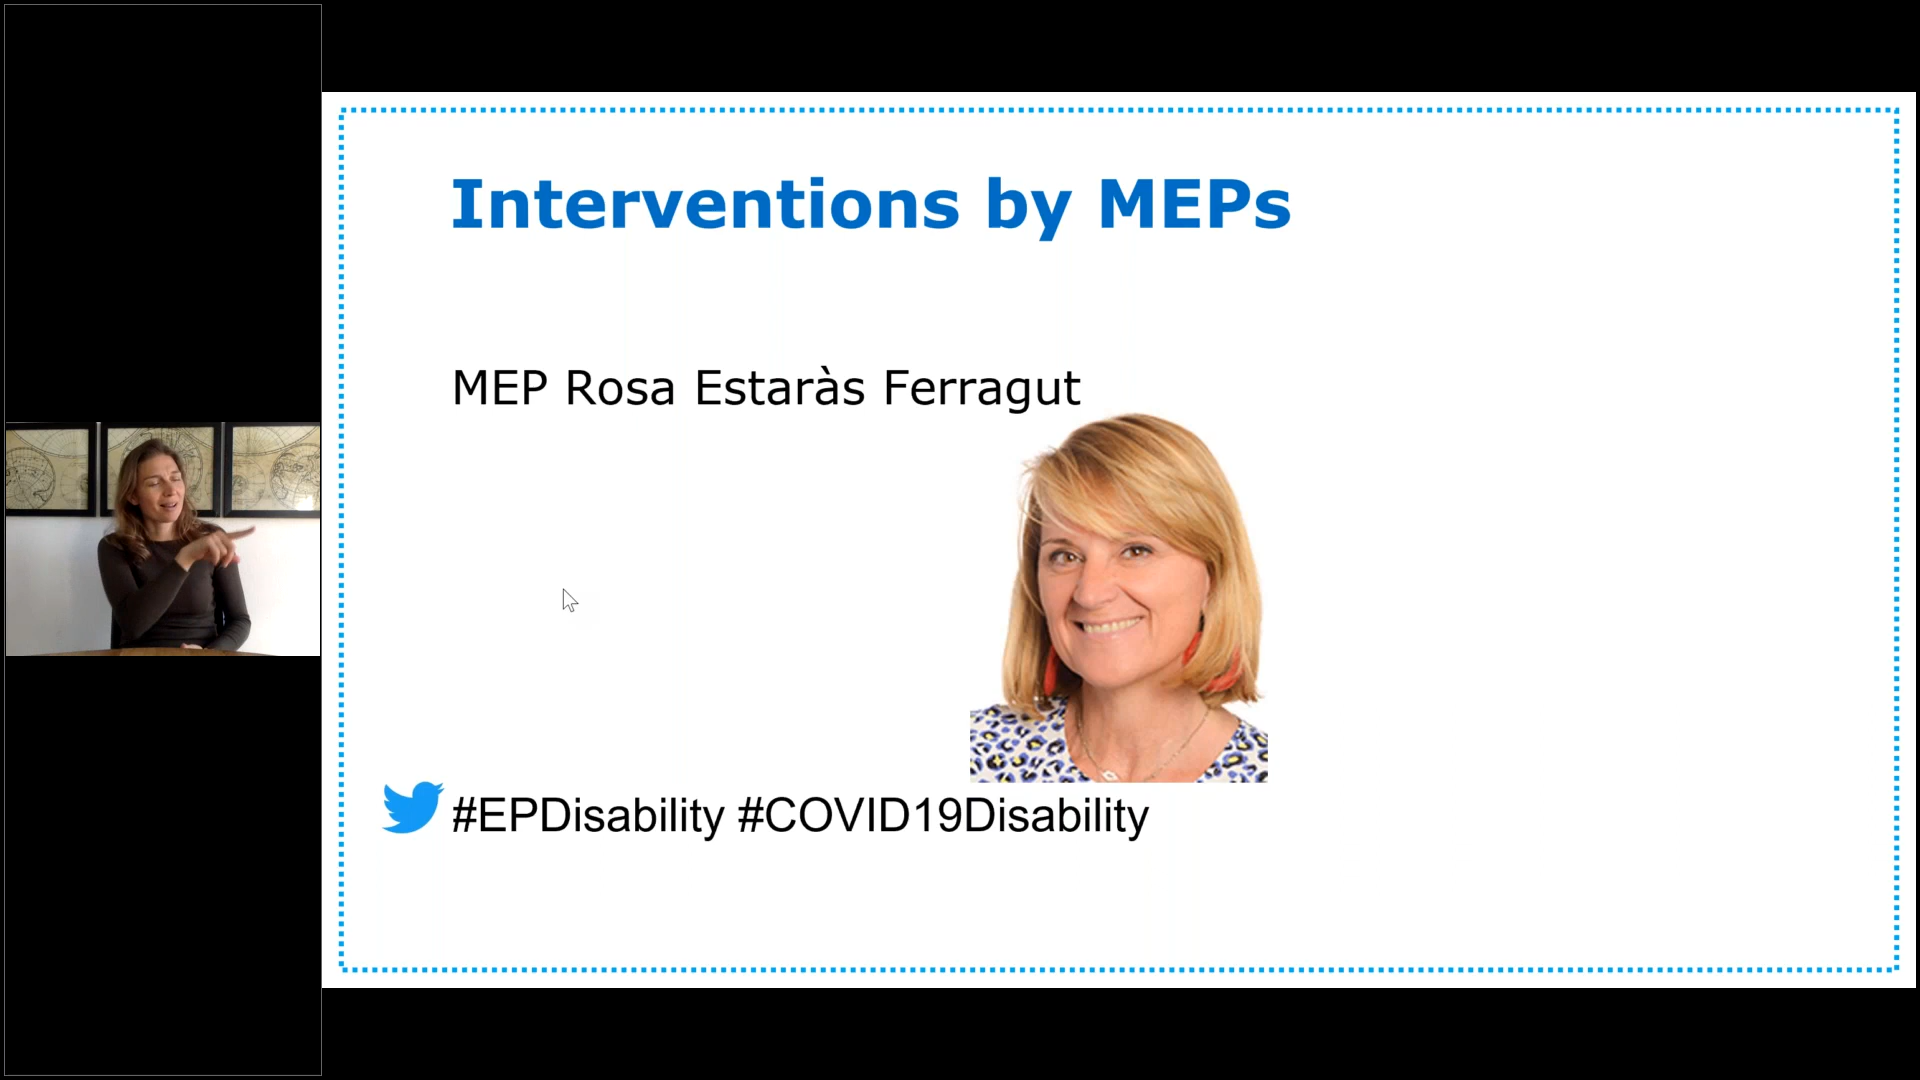 Interventions by MEPs
MEP Rosa Estaràs Ferragut
#EPDisability #COVID19Disability